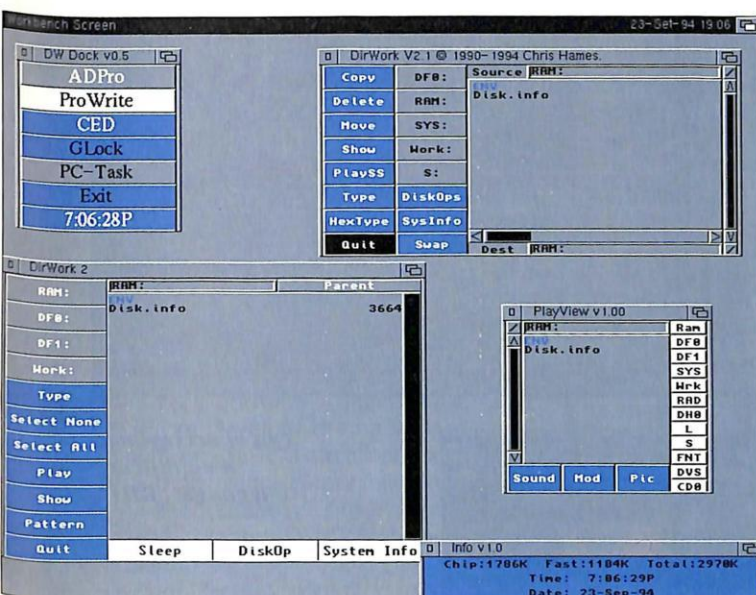 Workbench Screen
23-Set-94 19 06
DW Dock v0.5
ADPro
ProWrite
CED
GLock
PC-Task
Exit
7:06:28P
DirWork V2.1 © 1990-1994 Chris Hames.
Copy
Delete
Move
Show
PlaySS
Type
HexType
Quit
DF0:
RAM:
SYS:
Work:
S:
DiskOps
SysInfo
Swap
Source RAM:
ENV
Disk.info
Dest RAM:
DirWork 2
RAM:
DF0:
DF1:
Work:
Type
Select None
Select All
Play
Show
Pattern
Quit
RAM:
Parent
ENV
Disk.info 3664
Sleep
DiskOp
System Info
PlayView v1.00
RAM:
ENV
Disk.info
Ram
DF0
DF1
SYS
Wrk
RAD
DH0
L
S
FNT
DVS
CD0
Sound
Mod
Pic
Info v1.0
Chip:1786K Fast:1184K Total:2970K
Time: 7:06:29P
Date: 23-Sep-94